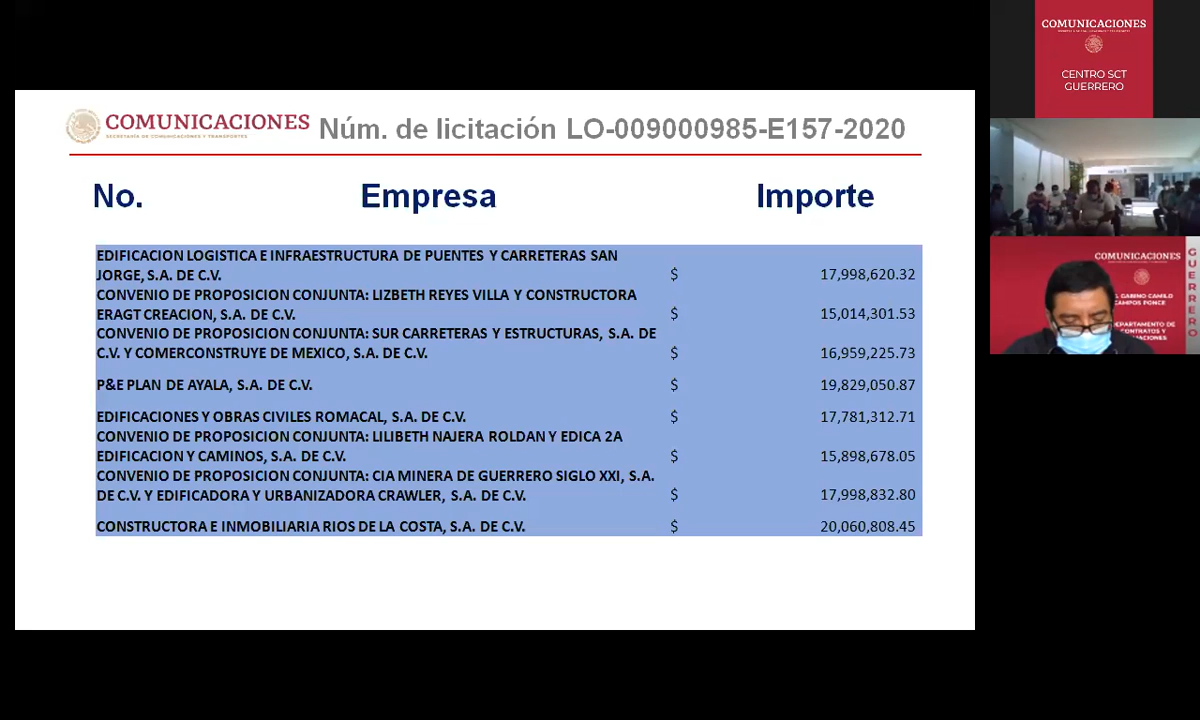 COMUNICACIONES
SECRETARÍA DE COMUNICACIONES Y TRANSPORTES
Núm. de licitación LO-009000985-E157-2020
No. Empresa Importe
EDIFICACION LOGISTICA E INFRAESTRUCTURA DE PUENTES Y CARRETERAS SAN
JORGE, S.A. DE C.V. $ 17,998,620.32
CONVENIO DE PROPOSICION CONJUNTA: LIZBETH REYES VILLA Y CONSTRUCTORA
ERAGT CREACION, S.A. DE C.V. $ 15,014,301.53
CONVENIO DE PROPOSICION CONJUNTA: SUR CARRETERAS Y ESTRUCTURAS, S.A. DE
C.V. Y COMERCONSTRUYE DE MEXICO, S.A. DE C.V. $ 16,959,225.73
P&E PLAN DE AYALA, S.A. DE C.V. $ 19,829,050.87
EDIFICACIONES Y OBRAS CIVILES ROMACAL, S.A. DE C.V. $ 17,781,312.71
CONVENIO DE PROPOSICION CONJUNTA: LILIBETH NAJERA ROLDAN Y EDICA 2A
EDIFICACION Y CAMINOS, S.A. DE C.V. $ 15,898,678.05
CONVENIO DE PROPOSICION CONJUNTA: CIA MINERA DE GUERRERO SIGLO XXI, S.A.
DE C.V. Y EDIFICADORA Y URBANIZADORA CRAWLER, S.A. DE C.V. $ 17,998,832.80
CONSTRUCTORA E INMOBILIARIA RIOS DE LA COSTA, S.A. DE C.V. $ 20,060,808.45
COMUNICACIONES
CENTRO SCT
GUERRERO
COMUNICACIONES
GABINO CAMILO
CAMPOS PONCE
DEPARTAMENTO DE
CONTRATOS Y
GUERRERO